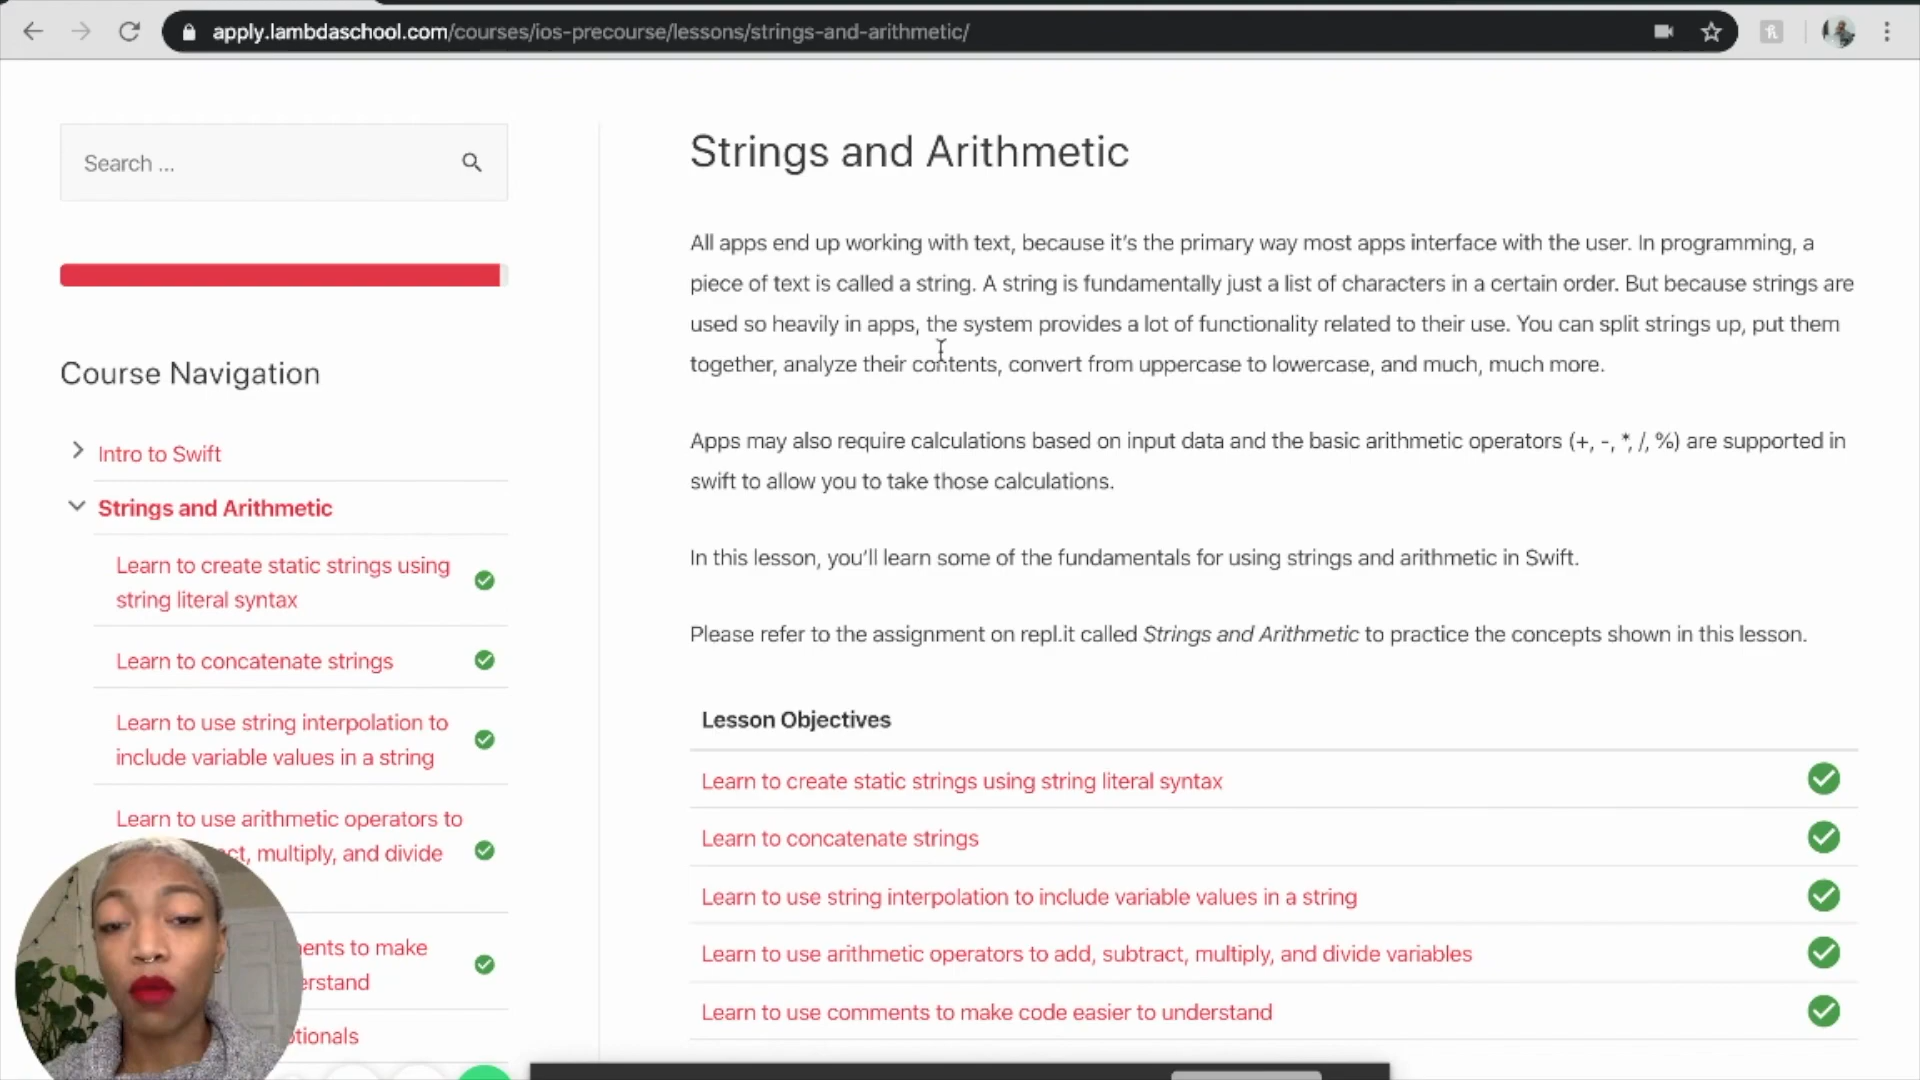 apply.lambdaschool.com/courses/ios-precourse/lessons/strings-and-arithmetic/
Search ...
Course Navigation
Intro to Swift
Strings and Arithmetic
Learn to create static strings using
string literal syntax
Learn to concatenate strings
Learn to use string interpolation to
include variable values in a string
Learn to use arithmetic operators to
ct, multiply, and divide
ents to make
erstand
tionals
Strings and Arithmetic
All apps end up working with text, because it’s the primary way most apps interface with the user. In programming, a
piece of text is called a string. A string is fundamentally just a list of characters in a certain order. But because strings are
used so heavily in apps, the system provides a lot of functionality related to their use. You can split strings up, put them
together, analyze their contents, convert from uppercase to lowercase, and much, much more.
Apps may also require calculations based on input data and the basic arithmetic operators (+, -, *, /, %) are supported in
swift to allow you to take those calculations.
In this lesson, you’ll learn some of the fundamentals for using strings and arithmetic in Swift.
Please refer to the assignment on repl.it called Strings and Arithmetic to practice the concepts shown in this lesson.
Lesson Objectives
Learn to create static strings using string literal syntax
Learn to concatenate strings
Learn to use string interpolation to include variable values in a string
Learn to use arithmetic operators to add, subtract, multiply, and divide variables
Learn to use comments to make code easier to understand